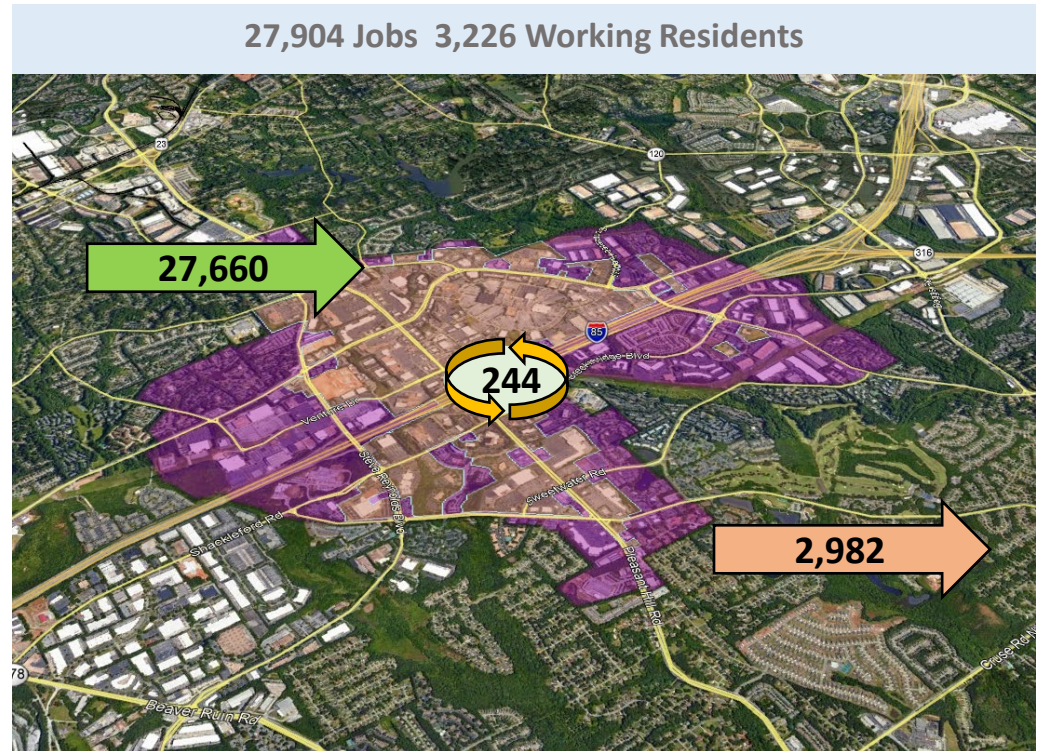 27,904 Jobs 3,226 Working Residents
23
120
27,660
316
85
244
Venture Dr
Steve Reynolds Blvd
Sweetwater Rd
Shackleford Rd
2,982
Pleasant Hill Rd
78
Cruse Rd N
Beaver Ruin Rd